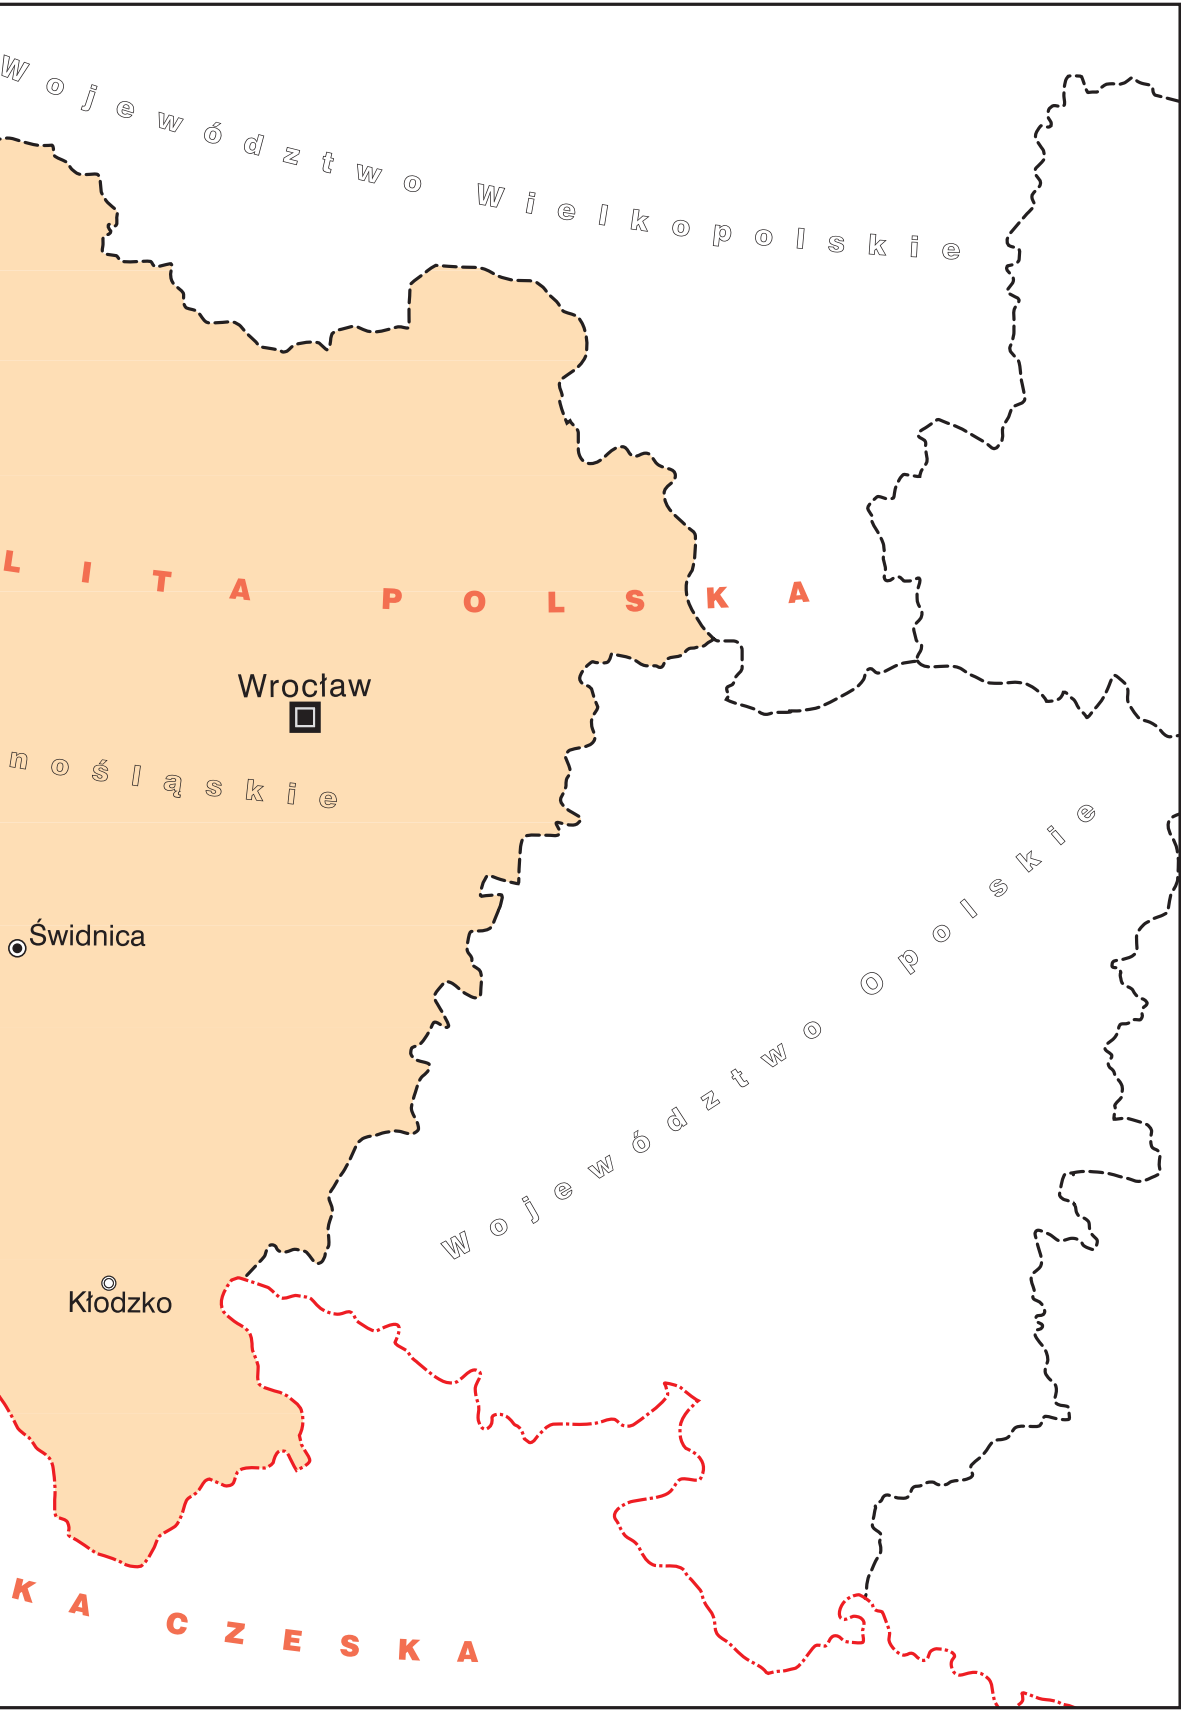 Województwo Wielkopolskie
LITA POLSKA
Wrocław
nośląskie
Województwo Opolskie
Świdnica
Kłodzko
KA CZESKA